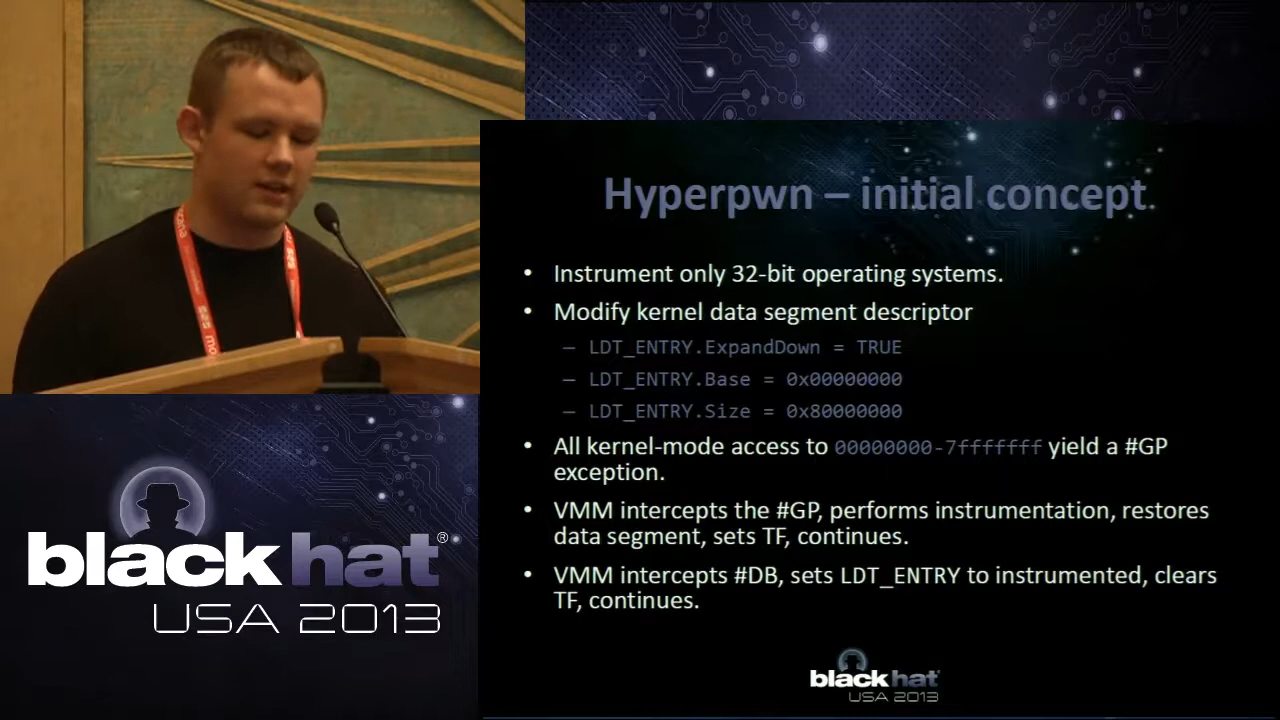 Hyperpwn – initial concept
• Instrument only 32-bit operating systems.
• Modify kernel data segment descriptor
– LDT_ENTRY.ExpandDown = TRUE
– LDT_ENTRY.Base = 0x00000000
– LDT_ENTRY.Size = 0x80000000
• All kernel-mode access to 00000000-7fffffff yield a #GP
exception.
• VMM intercepts the #GP, performs instrumentation, restores
data segment, sets TF, continues.
• VMM intercepts #DB, sets LDT_ENTRY to instrumented, clears
TF, continues.
black hat®
USA 2013
black hat
USA 2013